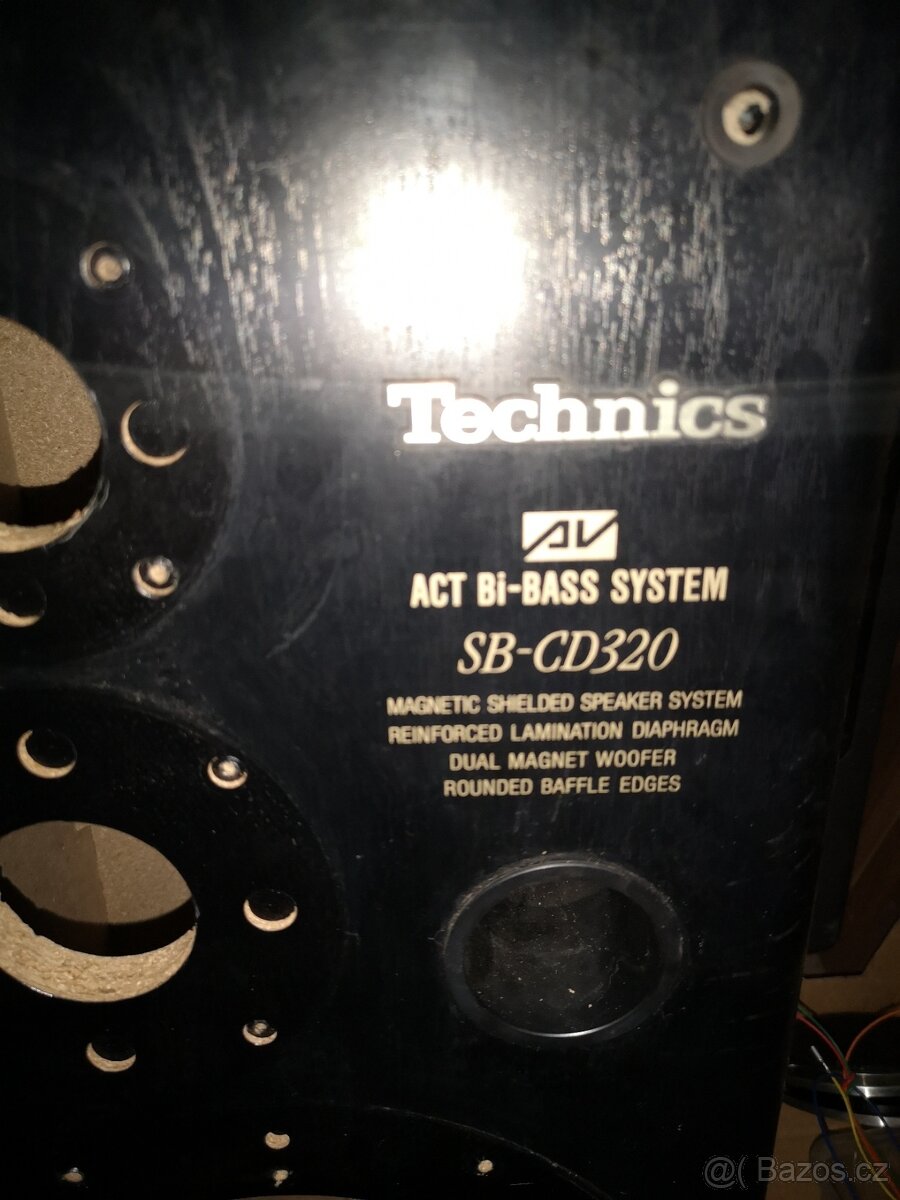 Technics
AV
ACT Bi-BASS SYSTEM
SB-CD320
MAGNETIC SHIELDED SPEAKER SYSTEM
REINFORCED LAMINATION DIAPHRAGM
DUAL MAGNET WOOFER
ROUNDED BAFFLE EDGES
@( Bazos.cz